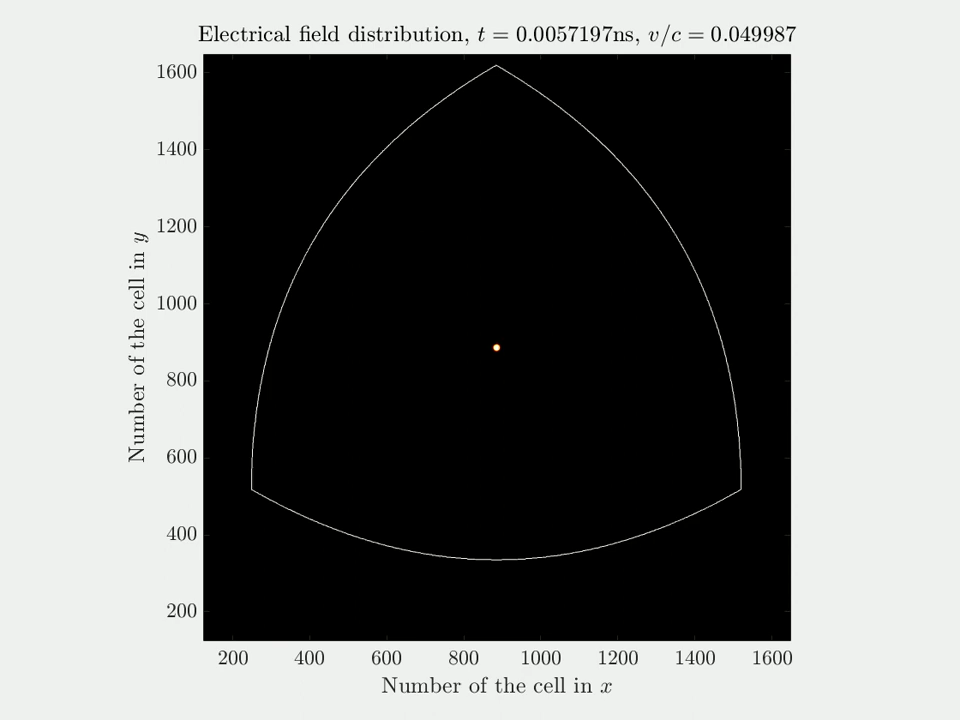 Electrical field distribution, t = 0.0057197ns, v/c = 0.049987
1600
1400
1200
1000
800
600
400
200
Number of the cell in y
200 400 600 800 1000 1200 1400 1600
Number of the cell in x